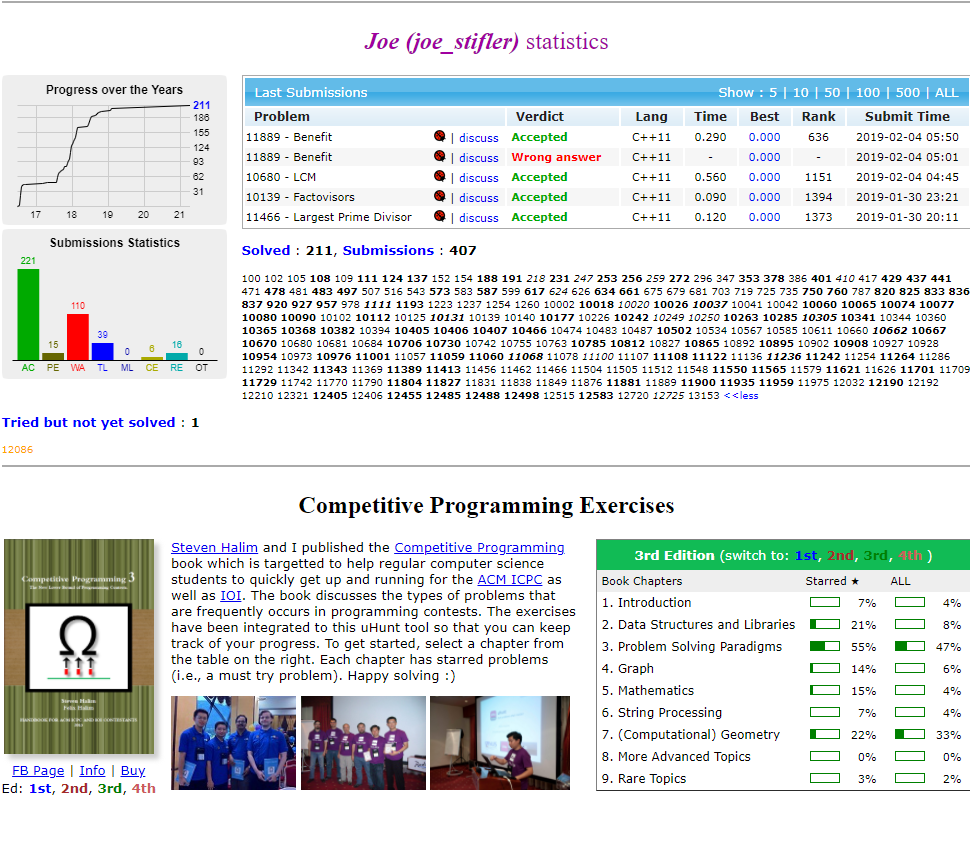 Joe (joe_stifler) statistics
Progress over the Years
211
186
155
124
93
62
31
17 18 19 20 21
Submissions Statistics
221
15
110
39
0
6
16
0
AC PE WA TL ML CE RE OT
Last Submissions Show : 5 | 10 | 50 | 100 | 500 | ALL
Problem Verdict Lang Time Best Rank Submit Time
11889 - Benefit | discuss Accepted C++11 0.290 0.000 636 2019-02-04 05:50
11889 - Benefit | discuss Wrong answer C++11 - 0.000 - 2019-02-04 05:01
10680 - LCM | discuss Accepted C++11 0.560 0.000 1151 2019-02-04 04:45
10139 - Factovisors | discuss Accepted C++11 0.090 0.000 1394 2019-01-30 23:21
11466 - Largest Prime Divisor | discuss Accepted C++11 0.120 0.000 1373 2019-01-30 20:11
Solved : 211, Submissions : 407
100 102 105 108 109 111 124 137 152 154 188 191 218 231 247 253 256 259 272 296 347 353 378 386 401 410 417 429 437 441
471 478 481 483 497 507 516 543 573 583 587 599 617 624 626 634 661 675 679 681 703 719 725 735 750 760 787 820 825 833 836
837 920 927 957 978 1111 1193 1223 1237 1254 1260 10002 10018 10020 10026 10037 10041 10042 10060 10065 10074 10077
10080 10090 10102 10112 10125 10131 10139 10140 10177 10226 10242 10249 10250 10263 10285 10305 10341 10344 10360
10365 10368 10382 10394 10405 10406 10407 10466 10474 10483 10487 10502 10534 10567 10585 10611 10660 10662 10667
10670 10680 10681 10684 10706 10730 10742 10755 10763 10785 10812 10827 10865 10892 10895 10902 10908 10927 10928
10954 10973 10976 11001 11057 11059 11060 11068 11078 11100 11107 11108 11122 11136 11236 11242 11254 11264 11286
11292 11342 11343 11369 11389 11413 11456 11462 11466 11504 11505 11512 11548 11550 11565 11579 11621 11626 11701 11709
11729 11742 11770 11790 11804 11827 11831 11838 11849 11876 11881 11889 11900 11935 11959 11975 12032 12190 12192
12210 12321 12405 12406 12455 12485 12488 12498 12515 12583 12720 12725 13153 <<less
Tried but not yet solved : 1
12086
Competitive Programming Exercises
Competitive Programming 3
The New Lower Bound of Programming Contests
Steven Halim
Felix Halim
HANDBOOK FOR ACM ICPC AND IOI CONTESTANTS
2013
FB Page | Info | Buy
Ed: 1st, 2nd, 3rd, 4th
Steven Halim and I published the Competitive Programming
book which is targetted to help regular computer science
students to quickly get up and running for the ACM ICPC as
well as IOI. The book discusses the types of problems that
are frequently occurs in programming contests. The exercises
have been integrated to this uHunt tool so that you can keep
track of your progress. To get started, select a chapter from
the table on the right. Each chapter has starred problems
(i.e., a must try problem). Happy solving :)
3rd Edition (switch to: 1st, 2nd, 3rd, 4th )
Book Chapters Starred ★ ALL
1. Introduction 7% 4%
2. Data Structures and Libraries 21% 8%
3. Problem Solving Paradigms 55% 47%
4. Graph 14% 6%
5. Mathematics 15% 4%
6. String Processing 7% 4%
7. (Computational) Geometry 22% 33%
8. More Advanced Topics 0% 0%
9. Rare Topics 3% 2%